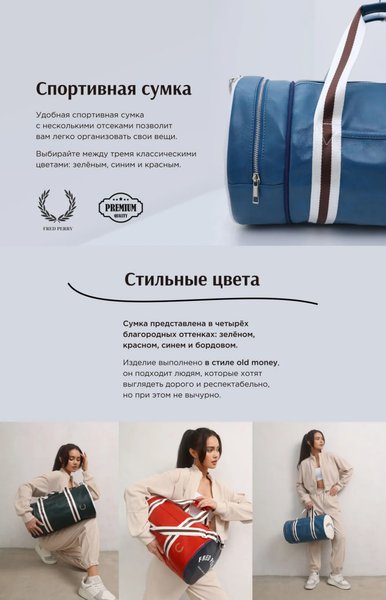 Спортивная сумка
Удобная спортивная сумка
с несколькими отсеками позволит
вам легко организовать свои вещи.
Выбирайте между тремя классическими
цветами: зелёным, синим и красным.
FRED PERRY
PREMIUM
QUALITY
Стильные цвета
Сумка представлена в четырёх
благородных оттенках: зелёном,
красном, синем и бордовом.
Изделие выполнено в стиле old money,
он подходит людям, которые хотят
выглядеть дорого и респектабельно,
но при этом не вычурно.